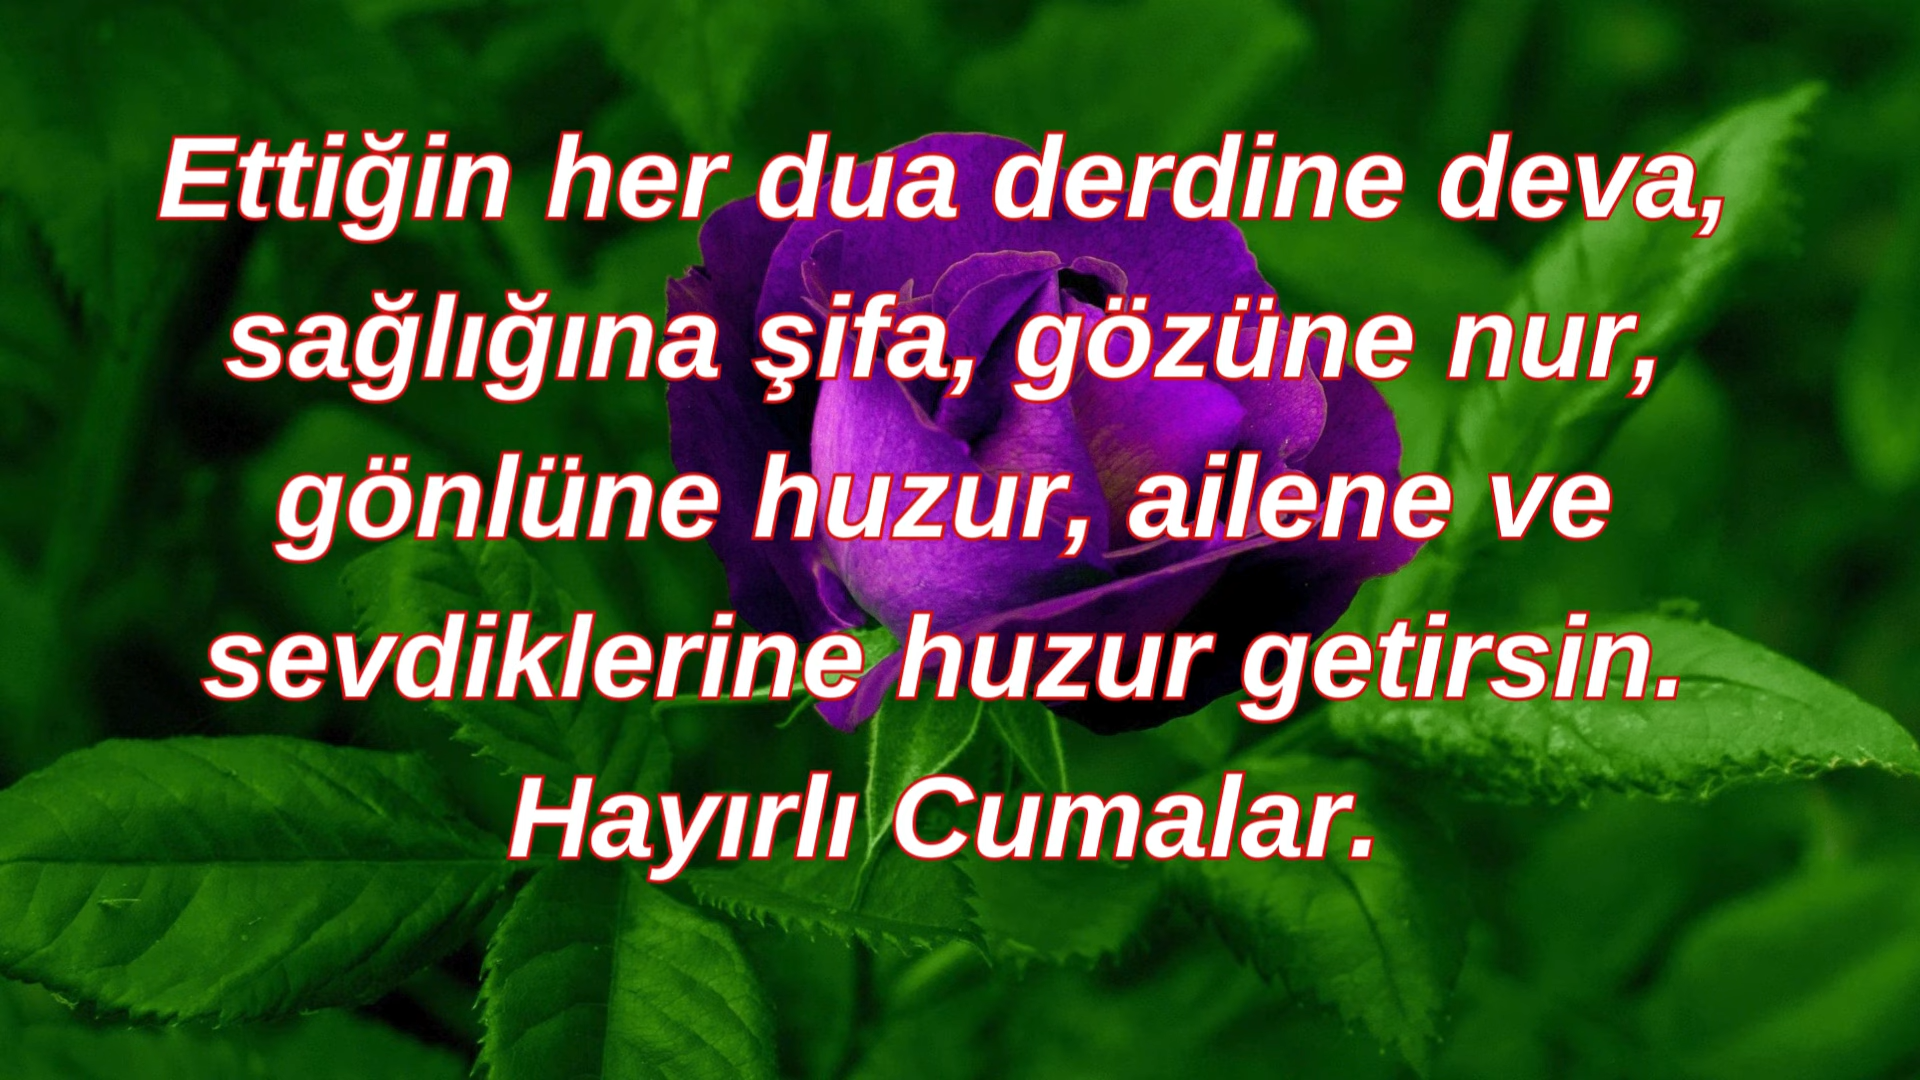 Ettiğin her dua derdine deva,
sağlığına şifa, gözüne nur,
gönlüne huzur, ailene ve
sevdiklerine huzur getirsin.
Hayırlı Cumalar.